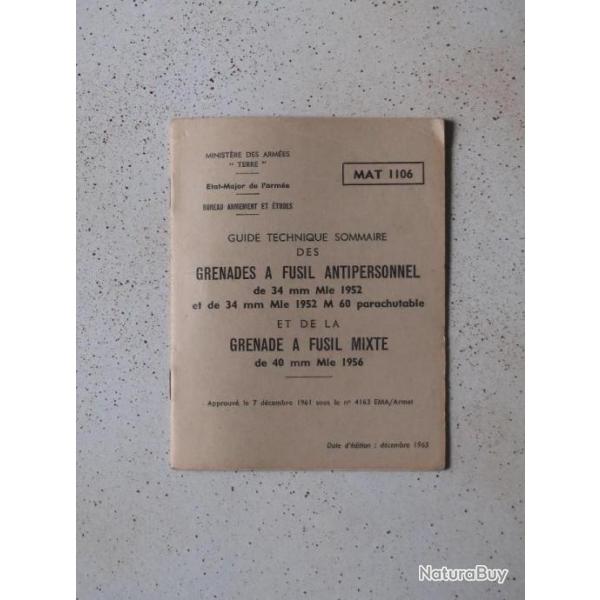 MINISTÈRE DES ARMÉES
" TERRE "
Etat-Major de l'armée
BUREAU ARMEMENT ET ÉTUDES
MAT 1106
GUIDE TECHNIQUE SOMMAIRE
DES
GRENADES A FUSIL ANTIPERSONNEL
de 34 mm Mle 1952
et de 34 mm Mle 1952 M 60 parachutable
ET DE LA
GRENADE A FUSIL MIXTE
de 40 mm Mle 1956
Approuvé le 7 décembre 1961 sous le n° 4163 EMA/Armet
Date d'édition : décembre 1965
NaturaBuy